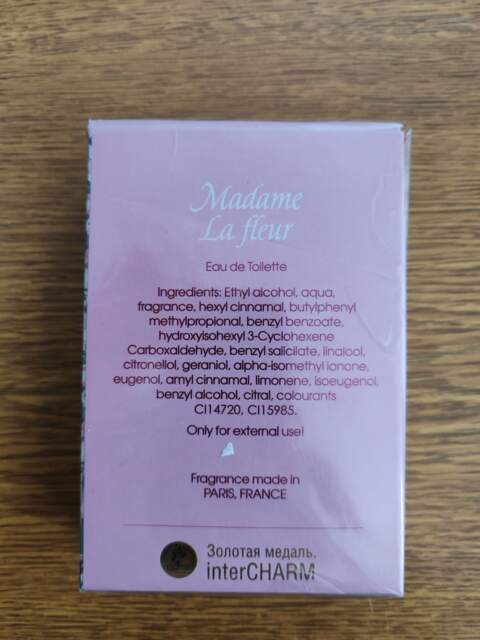 Madame
La fleur
Eau de Toilette
Ingredients: Ethyl alcohol, aqua,
fragrance, hexyl cinnamal, butylphenyl
methylpropional, benzyl benzoate,
hydroxyisohexyl 3-Cyclohexene
Carboxaldehyde, benzyl salicilate, linalool,
citronellol, geraniol, alpha-isomethyl ionone,
eugenol, amyl cinnamal, limonene, isoeugenol,
benzyl alcohol, citral, colourants
CI14720, CI15985.
Only for external use!
Fragrance made in
PARIS, FRANCE
Золотая медаль.
interCHARM